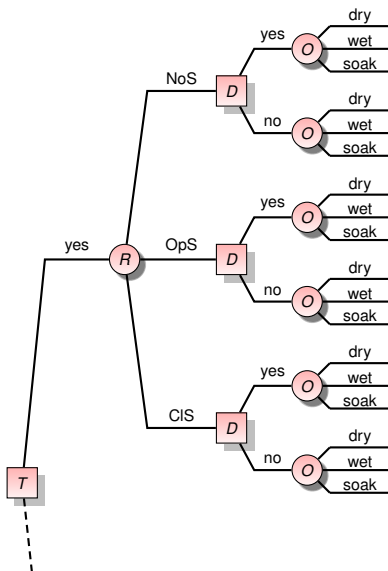 dry
yes
O
wet
soak
NoS
D
dry
no
O
wet
soak
dry
yes
O
wet
soak
yes
R
OpS
D
dry
no
O
wet
soak
dry
yes
O
wet
soak
ClS
D
dry
no
O
wet
soak
T